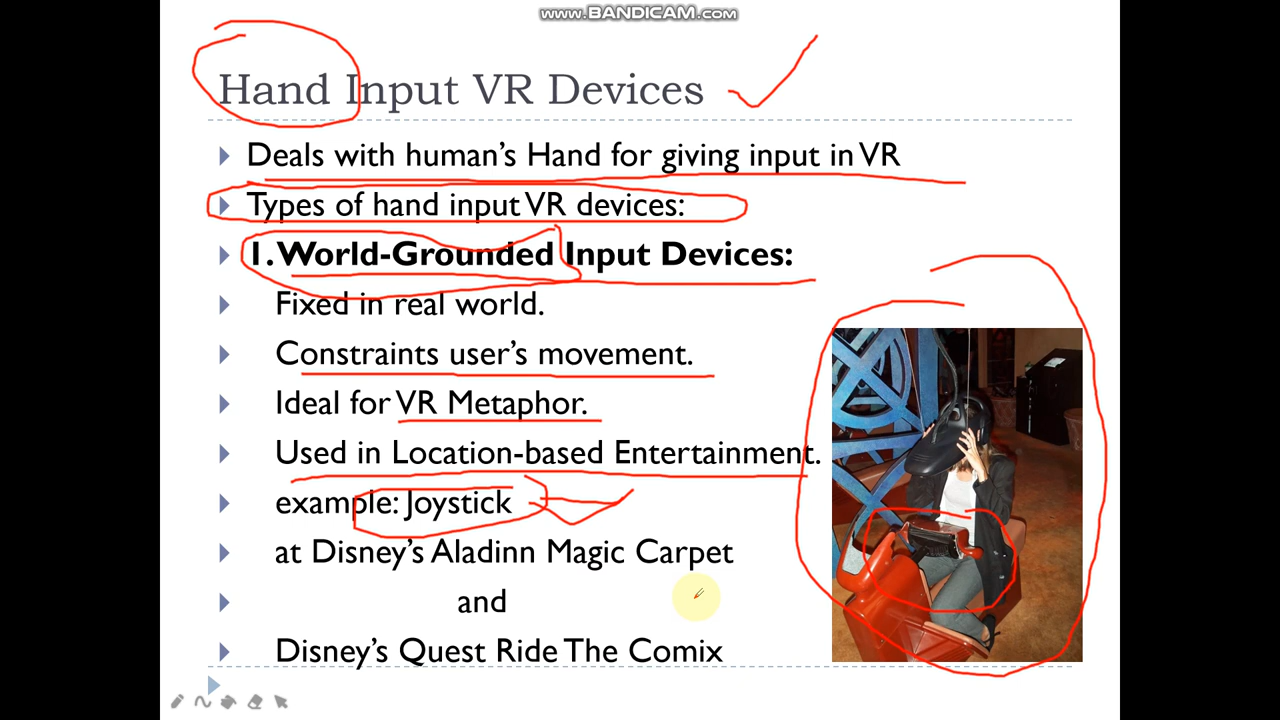 www.BANDICAM.com
Hand Input VR Devices
Deals with human's Hand for giving input in VR
Types of hand input VR devices:
1. World-Grounded Input Devices:
Fixed in real world.
Constraints user's movement.
Ideal for VR Metaphor.
Used in Location-based Entertainment.
example: Joystick
at Disney's Aladinn Magic Carpet
and
Disney's Quest Ride The Comix